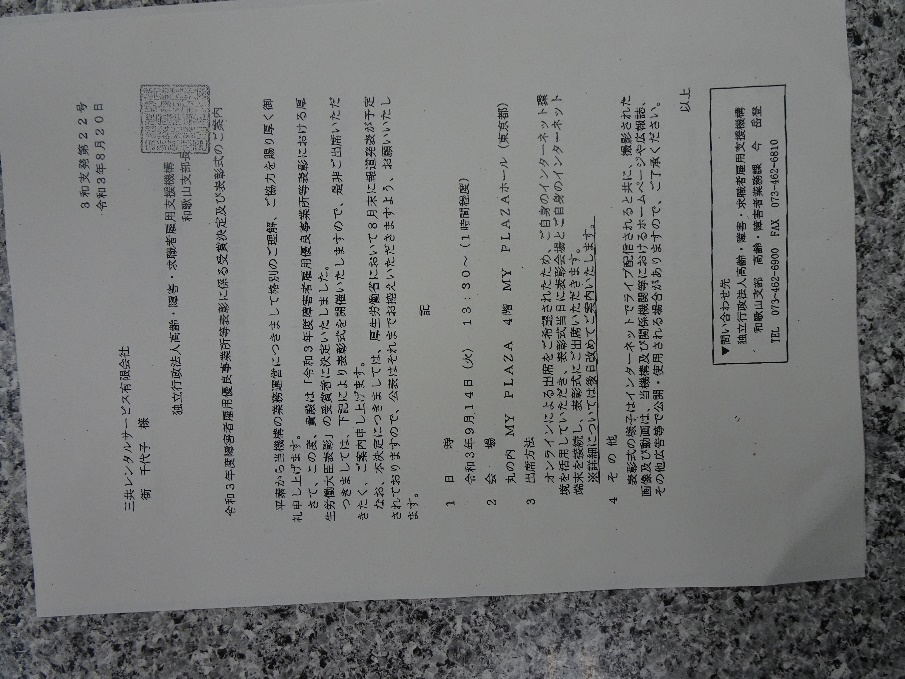 3和支発第22号
令和3年8月20日
三共レンタルサービス有限会社
衛 千代子 様
独立行政法人高齢・障害・求職者雇用支援機構
和歌山支部長
令和3年度障害者雇用優良事業所等表彰に係る受賞決定及び表彰式のご案内
平素から当機構の業務運営につきまして格別のご理解、ご協力を賜り厚く御
礼申し上げます。
さて、この度、貴殿は「令和3年度障害者雇用優良事業所等表彰における厚
生労働大臣表彰」の受賞者に決定いたしました。
つきましては、下記により表彰式を開催いたしますので、是非ご出席いただ
きたく、ご案内申し上げます。
なお、本決定につきましては、厚生労働省において8月末に報道発表が予定
されておりますので、公表はそれまでお控えいただきますよう、お願いいたし
ます。
記
1 日 時
令和3年9月14日(火) 13:30~(1時間程度)
2 会 場
丸の内 MY PLAZA 4階 MY PLAZAホール(東京都)
3 出席方法
オンラインによる出席をご希望されたため、ご自身のインターネット環
境を活用していただき、表彰式当日に表彰会場とご自身のインターネット
端末を接続し、表彰式にご出席いただきます。
※詳細については後日改めてご案内いたします。
4 その他
表彰式の様子はインターネットでライブ配信されると共に、撮影された
画像及び動画は、当機構及び関係機関等におけるホームページや広報誌、
その他広告等で公開・使用される場合がありますので、ご了承ください。
以上
▼問い合わせ先
独立行政法人高齢・障害・求職者雇用支援機構
和歌山支部 高齢・障害者業務課 今 岳登
TEL 073-462-6900 FAX 073-462-6810